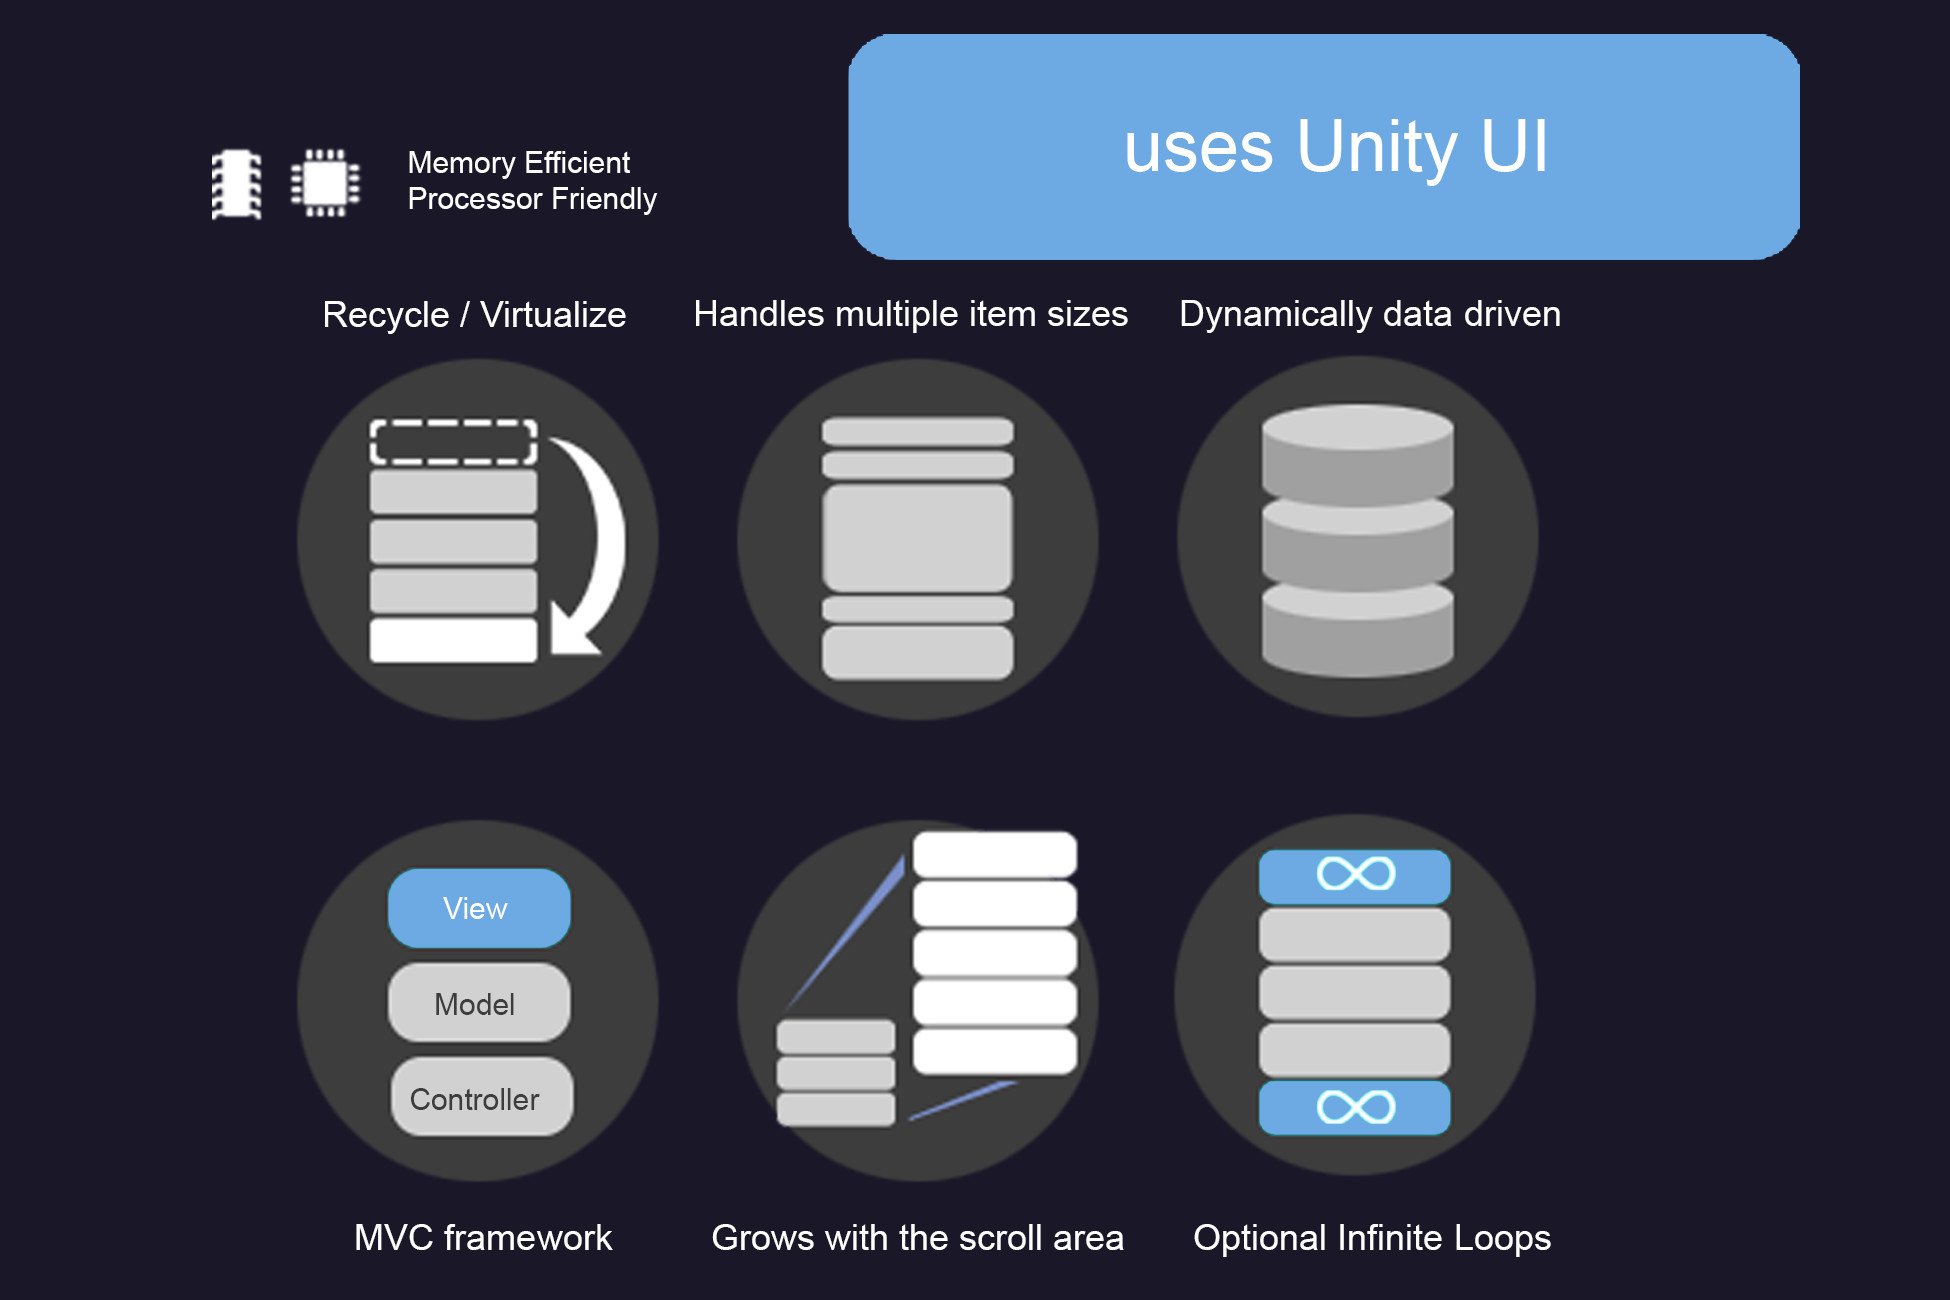 uses Unity UI
Memory Efficient
Processor Friendly
Recycle / Virtualize
Handles multiple item sizes
Dynamically data driven
View
Model
Controller
MVC framework
Grows with the scroll area
Optional Infinite Loops